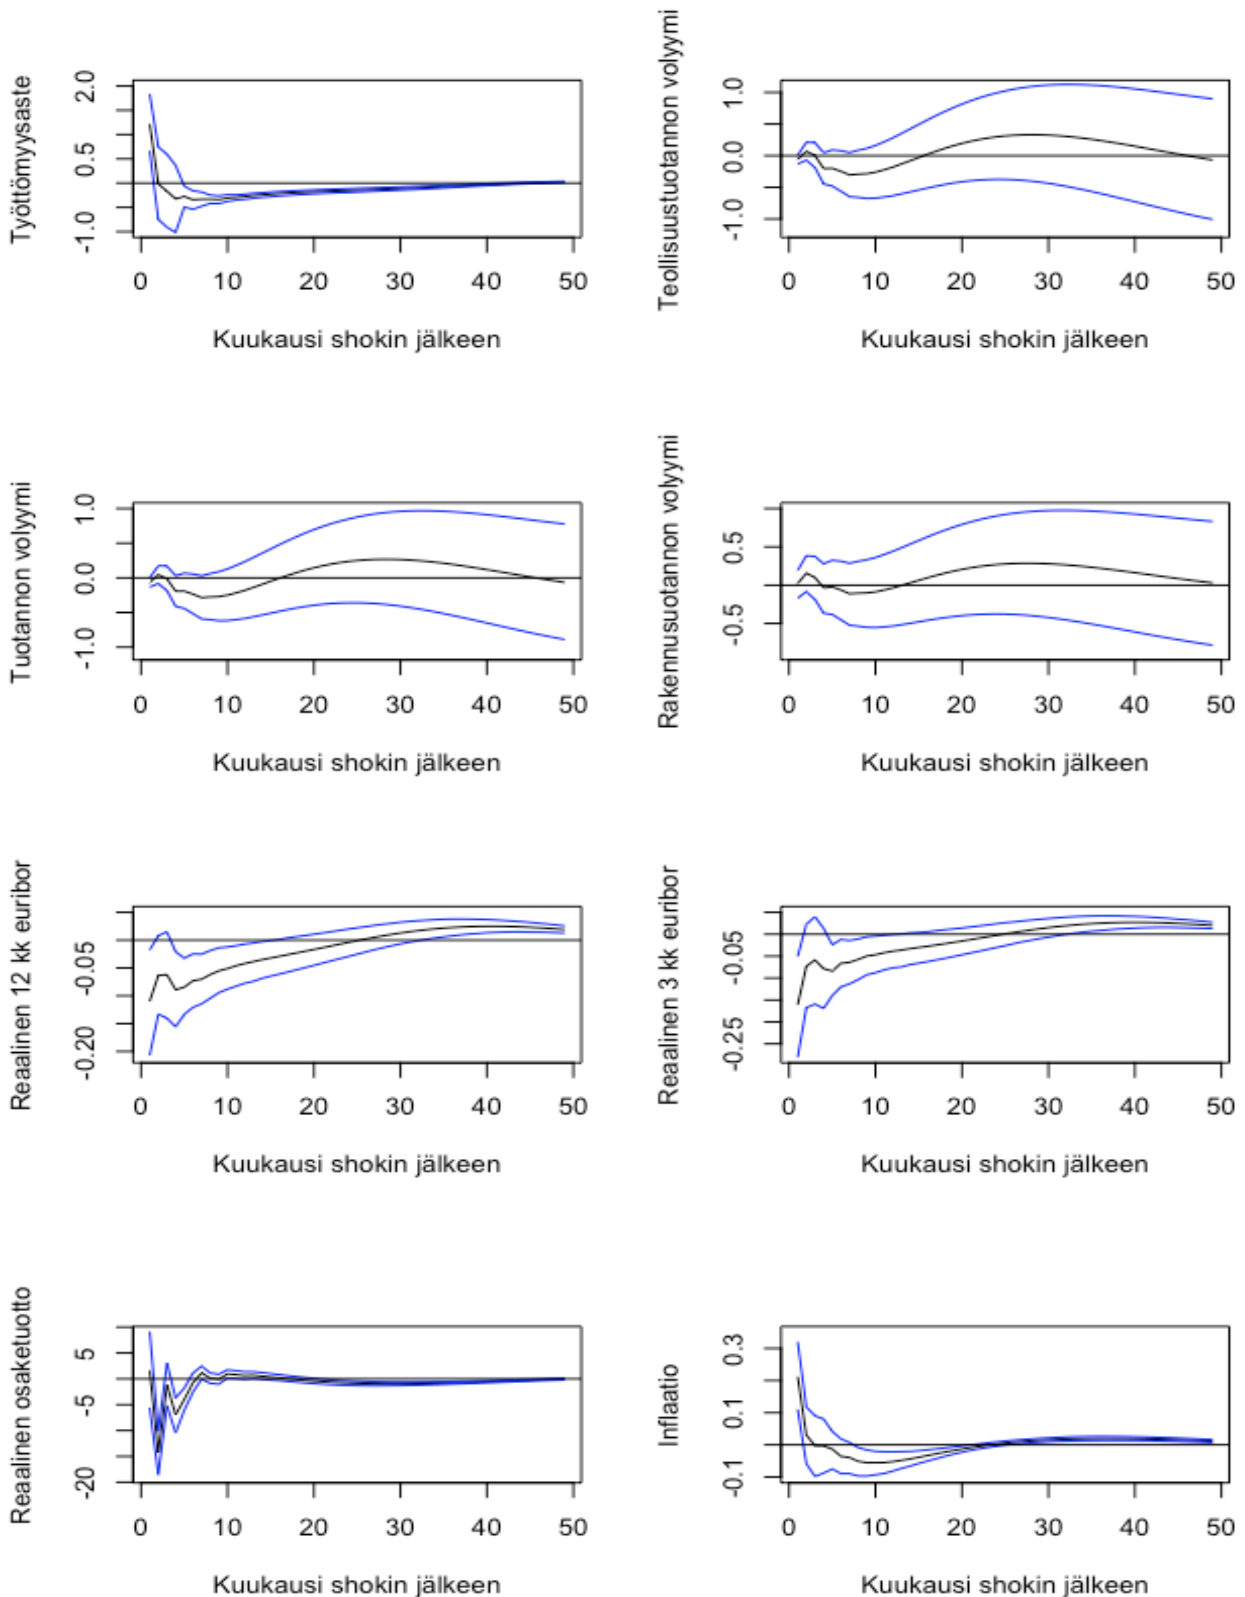 Työttömyysaste
2.0
0.5
-1.0
0 10 20 30 40 50
Kuukausi shokin jälkeen
Teollisuustuotannon volyymi
1.0
0.0
-1.0
0 10 20 30 40 50
Kuukausi shokin jälkeen
Tuotannon volyymi
1.0
0.0
-1.0
0 10 20 30 40 50
Kuukausi shokin jälkeen
Rakennusuotannon volyymi
0.5
-0.5
0 10 20 30 40 50
Kuukausi shokin jälkeen
Reaalinen 12 kk euribor
-0.05
-0.20
0 10 20 30 40 50
Kuukausi shokin jälkeen
Reaalinen 3 kk euribor
-0.05
-0.25
0 10 20 30 40 50
Kuukausi shokin jälkeen
Reaalinen osaketuotto
5
-5
-20
0 10 20 30 40 50
Kuukausi shokin jälkeen
Inflaatio
0.3
0.1
-0.1
0 10 20 30 40 50
Kuukausi shokin jälkeen